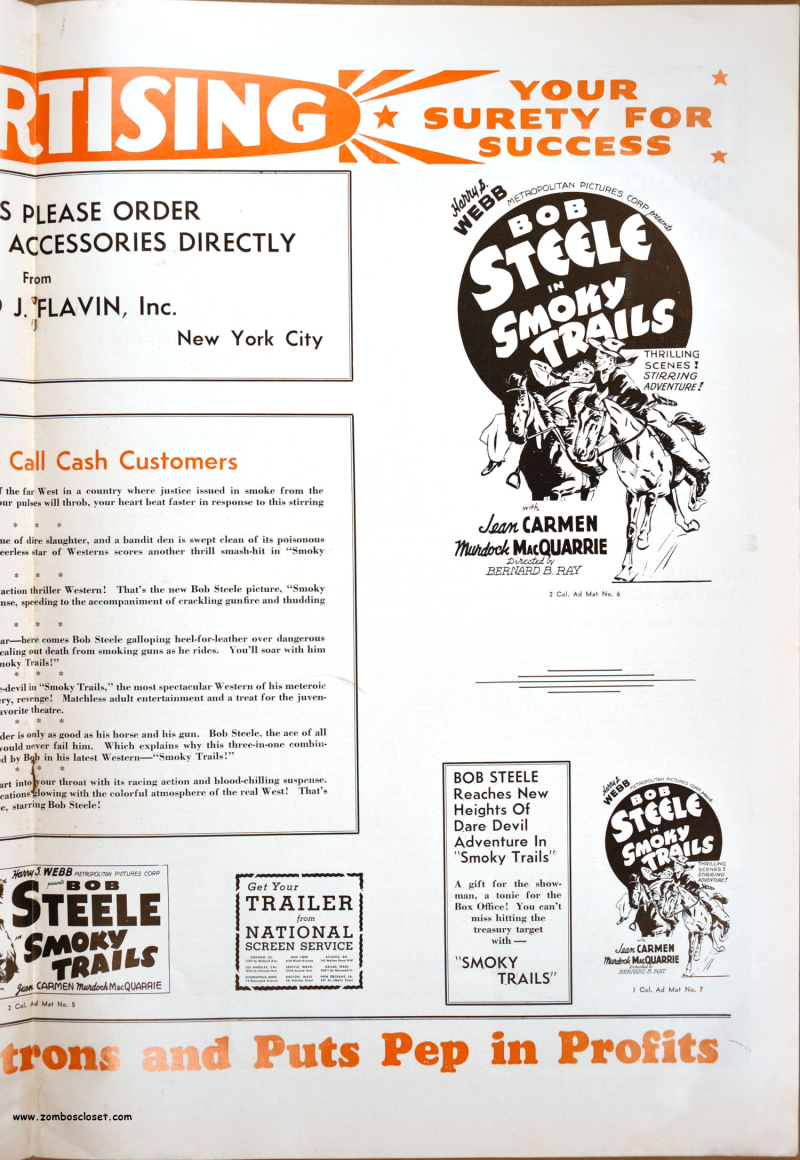 RTISING
YOUR
SURETY FOR
SUCCESS
S PLEASE ORDER
ACCESSORIES DIRECTLY
From
J. FLAVIN, Inc.
New York City
Harry S.
WEBB
METROPOLITAN PICTURES CORP presents
BOB
STEELE
IN
SMOKY
TRAILS
THRILLING
SCENES!
STIRRING
ADVENTURE!
with
Jean CARMEN
Murdock MacQUARRIE
Directed by
BERNARD B. RAY
2 Col. Ad Mat No. 6
Call Cash Customers
f the far West in a country where justice issued in smoke from the
ur pulses will throb, your heart beat faster in response to this stirring
* * *
me of dire slaughter, and a bandit den is swept clean of its poisonous
eerless star of Westerns scores another thrill smash-hit in "Smoky
* * *
action thriller Western! That's the new Bob Steele picture, "Smoky
nse, speeding to the accompaniment of crackling gunfire and thudding
* * *
ar—here comes Bob Steele galloping heel-for-leather over dangerous
ealing out death from smoking guns as he rides. You'll soar with him
moky Trails!"
* * *
e-devil in "Smoky Trails," the most spectacular Western of his meteroic
ery, revenge! Matchless adult entertainment and a treat for the juven-
avorite theatre.
* * *
der is only as good as his horse and his gun. Bob Steele, the ace of all
would never fail him. Which explains why this three-in-one combin-
ed by Bob in his latest Western—"Smoky Trails!"
* * *
art into your throat with its racing action and blood-chilling suspense.
cations glowing with the colorful atmosphere of the real West! That's
e, starring Bob Steele!
Harry S. WEBB METROPOLITAN PICTURES CORP
presents
BOB
STEELE
in
SMOKY
TRAILS
Jean CARMEN Murdock MacQUARRIE
2 Col. Ad Mat No. 5
Get Your
TRAILER
from
NATIONAL
SCREEN SERVICE
BOB STEELE
Reaches New
Heights Of
Dare Devil
Adventure In
"Smoky Trails"
A gift for the show-
man, a tonic for the
Box Office! You can't
miss hitting the
treasury target
with —
"SMOKY
TRAILS"
Harry S.
WEBB
METROPOLITAN PICTURES CORP presents
BOB
STEELE
IN
SMOKY
TRAILS
THRILLING
SCENES!
STIRRING
ADVENTURE!
with
Jean CARMEN
Murdock MacQUARRIE
Directed by
BERNARD B. RAY
1 Col. Ad Mat No. 7
trons and Puts Pep in Profits
www.zomboscloset.com